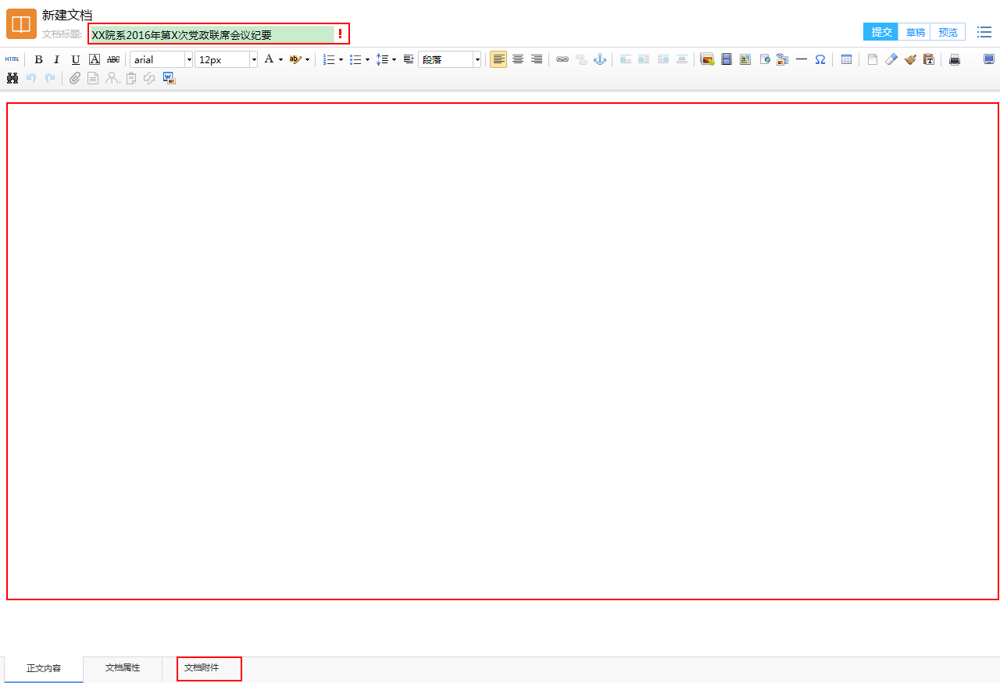 新建文档
文档标题: XX院系2016年第X次党政联席会议纪要 !
提交 草稿 预览
HTML B I U A ABC arial 12px A ab 段落 Ω
正文内容 文档属性 文档附件